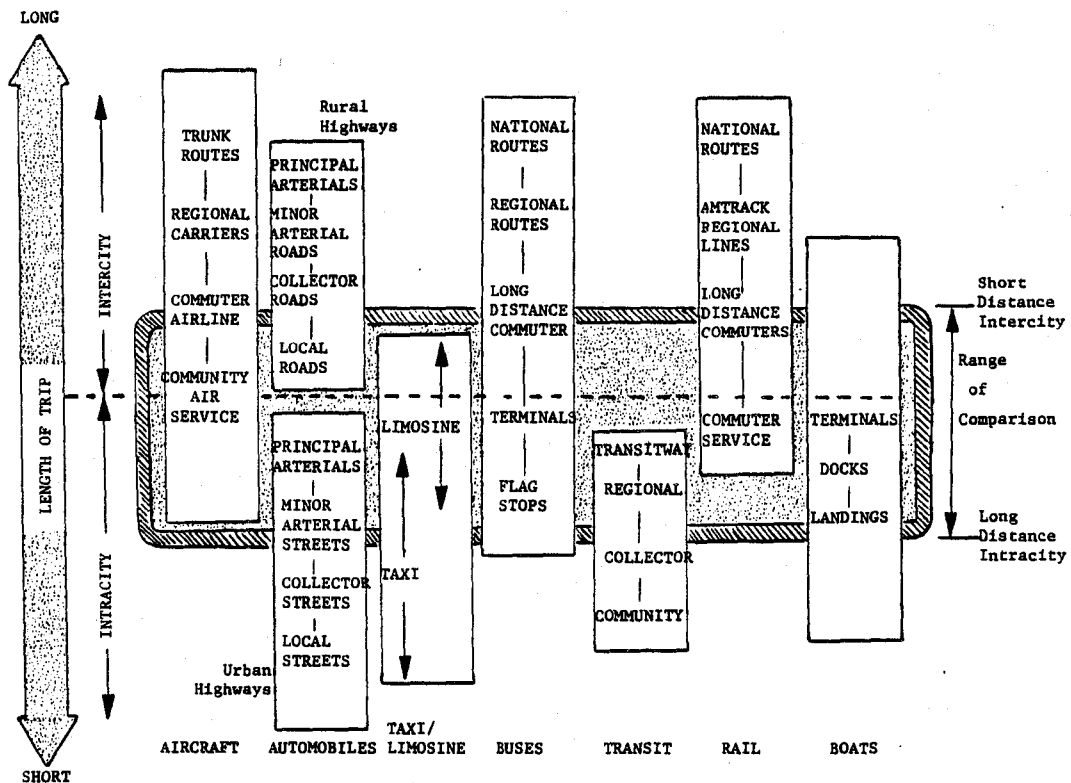 LONG
LENGTH OF TRIP
SHORT
INTERCITY
INTRACITY
TRUNK
ROUTES
REGIONAL
CARRIERS
COMMUTER
AIRLINE
COMMUNITY
AIR
SERVICE
AIRCRAFT
Rural
Highways
PRINCIPAL
ARTERIALS
MINOR
ARTERIAL
ROADS
COLLECTOR
ROADS
LOCAL
ROADS
PRINCIPAL
ARTERIALS
MINOR
ARTERIAL
STREETS
COLLECTOR
STREETS
LOCAL
STREETS
Urban
Highways
AUTOMOBILES
LIMOSINE
TAXI
TAXI/
LIMOSINE
NATIONAL
ROUTES
REGIONAL
ROUTES
LONG
DISTANCE
COMMUTER
TERMINALS
FLAG
STOPS
BUSES
TRANSITWAY
REGIONAL
COLLECTOR
COMMUNITY
TRANSIT
NATIONAL
ROUTES
AMTRACK
REGIONAL
LINES
LONG
DISTANCE
COMMUTERS
COMMUTER
SERVICE
RAIL
TERMINALS
DOCKS
LANDINGS
BOATS
Short
Distance
Intercity
Range
of
Comparison
Long
Distance
Intracity